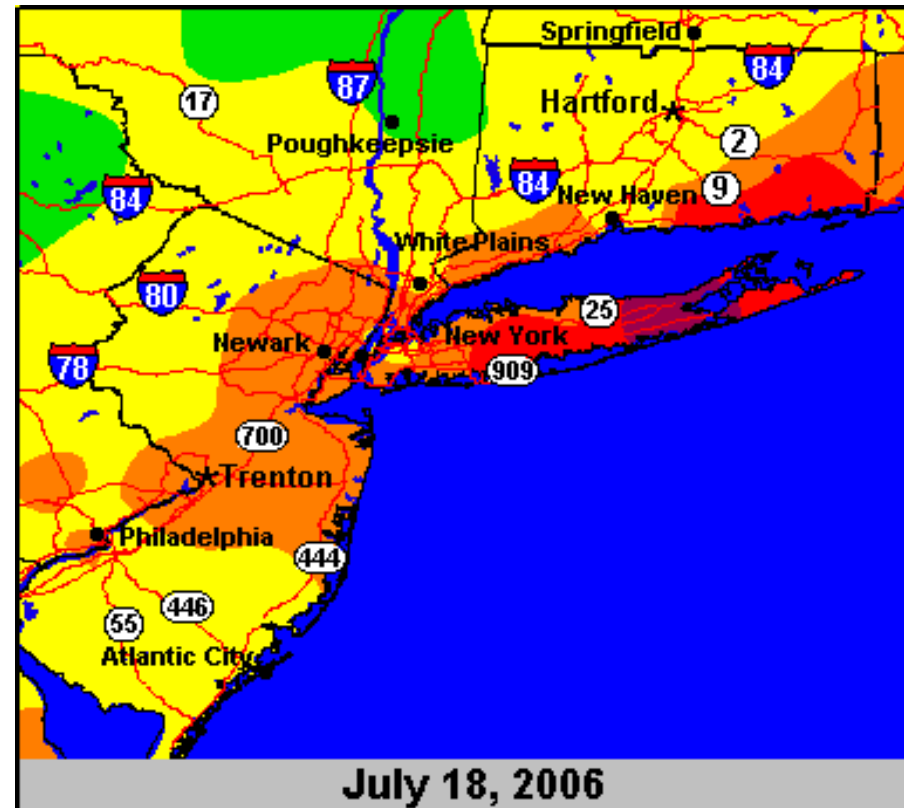 Springfield
87
84
17
Hartford
Poughkeepsie
2
84
84
9
New Haven
White Plains
80
25
New York
Newark
78
909
700
Trenton
Philadelphia
444
446
55
Atlantic City
July 18, 2006